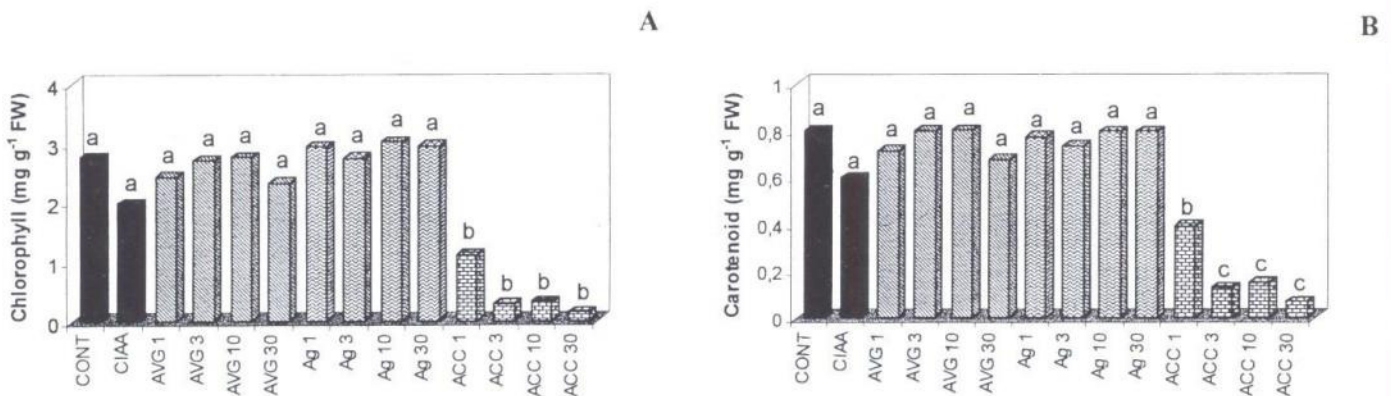 A
Chlorophyll (mg g⁻¹ FW)
4
3
2
1
0
a
a
a
a
a
a
a
a
a
a
b
b
b
b
CONT
CIAA
AVG 1
AVG 3
AVG 10
AVG 30
Ag 1
Ag 3
Ag 10
Ag 30
ACC 1
ACC 3
ACC 10
ACC 30
B
Carotenoid (mg g⁻¹ FW)
1
0,8
0,6
0,4
0,2
0
a
a
a
a
a
a
a
a
a
a
b
c
c
c
CONT
CIAA
AVG 1
AVG 3
AVG 10
AVG 30
Ag 1
Ag 3
Ag 10
Ag 30
ACC 1
ACC 3
ACC 10
ACC 30